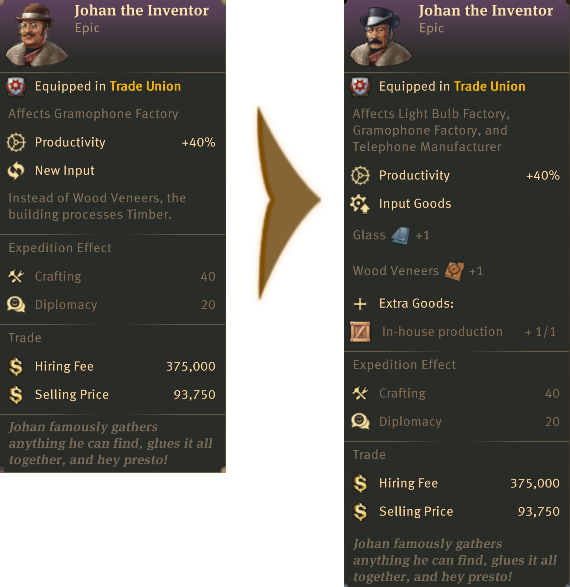 Johan the Inventor
Epic
Equipped in Trade Union
Affects Gramophone Factory
Productivity +40%
New Input
Instead of Wood Veneers, the
building processes Timber.
Expedition Effect
Crafting 40
Diplomacy 20
Trade
Hiring Fee 375,000
Selling Price 93,750
Johan famously gathers
anything he can find, glues it all
together, and hey presto!
Johan the Inventor
Epic
Equipped in Trade Union
Affects Light Bulb Factory,
Gramophone Factory, and
Telephone Manufacturer
Productivity +40%
Input Goods
Glass +1
Wood Veneers +1
Extra Goods:
In-house production + 1/1
Expedition Effect
Crafting 40
Diplomacy 20
Trade
Hiring Fee 375,000
Selling Price 93,750
Johan famously gathers
anything he can find, glues it all
together, and hey presto!